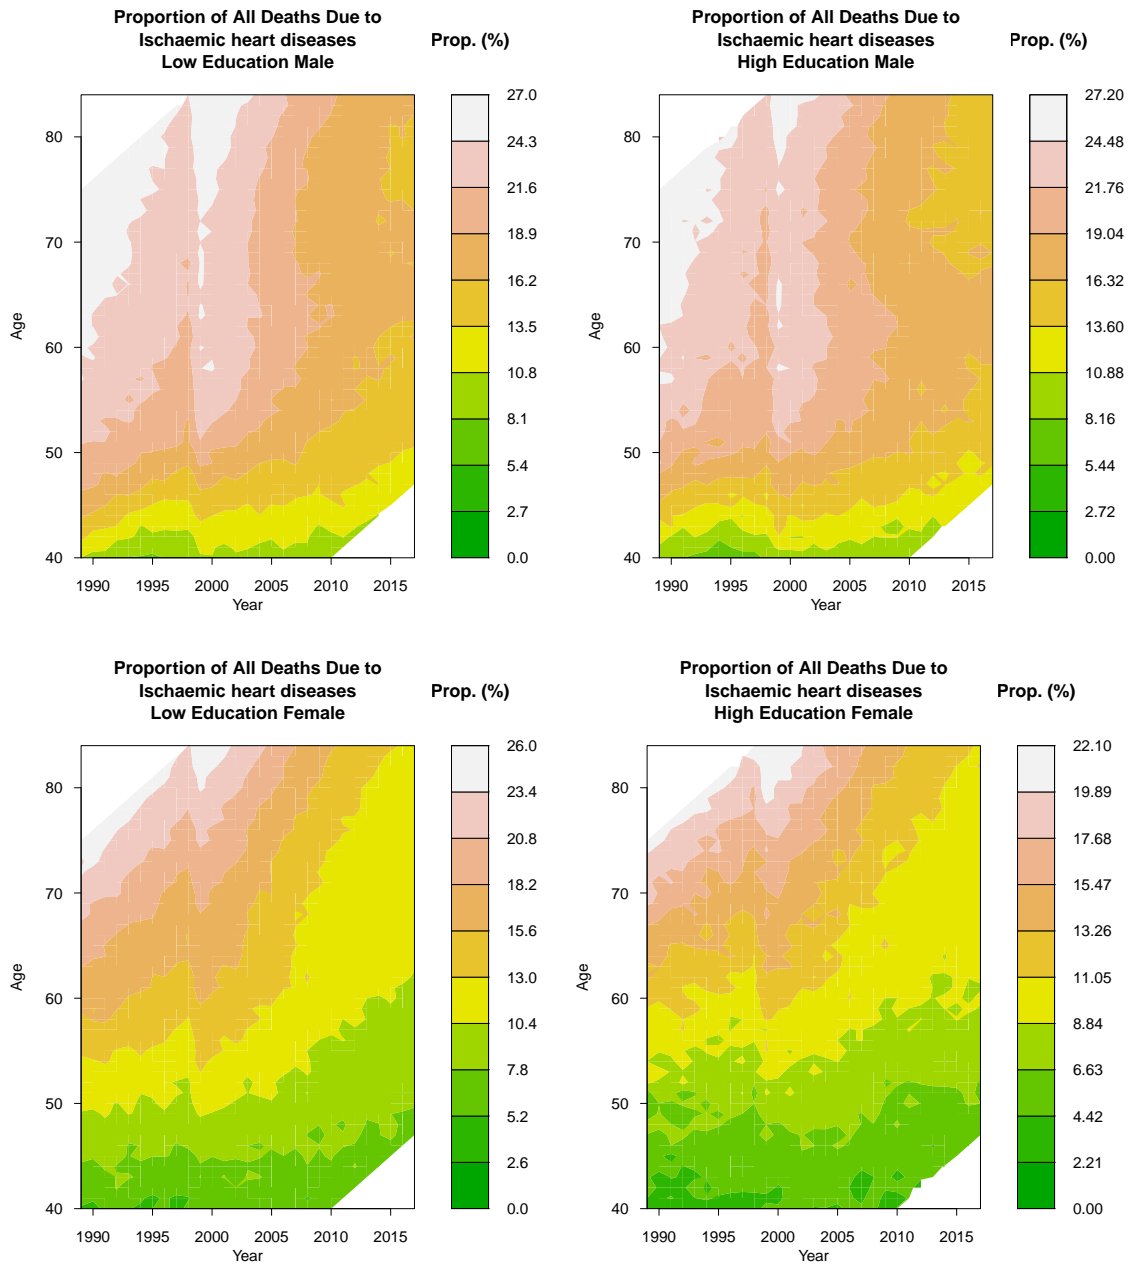 Proportion of All Deaths Due to
Ischaemic heart diseases
Low Education Male
Prop. (%)
27.0
24.3
21.6
18.9
16.2
13.5
10.8
8.1
5.4
2.7
0.0
80
70
60
50
40
Age
1990 1995 2000 2005 2010 2015
Year
Proportion of All Deaths Due to
Ischaemic heart diseases
High Education Male
Prop. (%)
27.20
24.48
21.76
19.04
16.32
13.60
10.88
8.16
5.44
2.72
0.00
80
70
60
50
40
Age
1990 1995 2000 2005 2010 2015
Year
Proportion of All Deaths Due to
Ischaemic heart diseases
Low Education Female
Prop. (%)
26.0
23.4
20.8
18.2
15.6
13.0
10.4
7.8
5.2
2.6
0.0
80
70
60
50
40
Age
1990 1995 2000 2005 2010 2015
Year
Proportion of All Deaths Due to
Ischaemic heart diseases
High Education Female
Prop. (%)
22.10
19.89
17.68
15.47
13.26
11.05
8.84
6.63
4.42
2.21
0.00
80
70
60
50
40
Age
1990 1995 2000 2005 2010 2015
Year